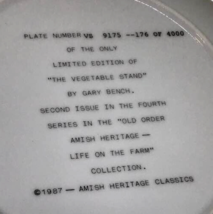 PLATE NUMBER VS 9175 --176 OF 4000
OF THE ONLY
LIMITED EDITION OF
"THE VEGETABLE STAND"
BY GARY BENCH.
SECOND ISSUE IN THE FOURTH
SERIES IN THE "OLD ORDER
AMISH HERITAGE—
LIFE ON THE FARM"
COLLECTION.
©1987— AMISH HERITAGE CLASSICS